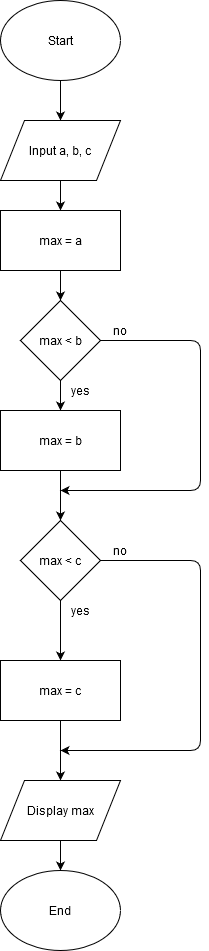 Start
Input a, b, c
max = a
max < b
no
yes
max = b
max < c
no
yes
max = c
Display max
End